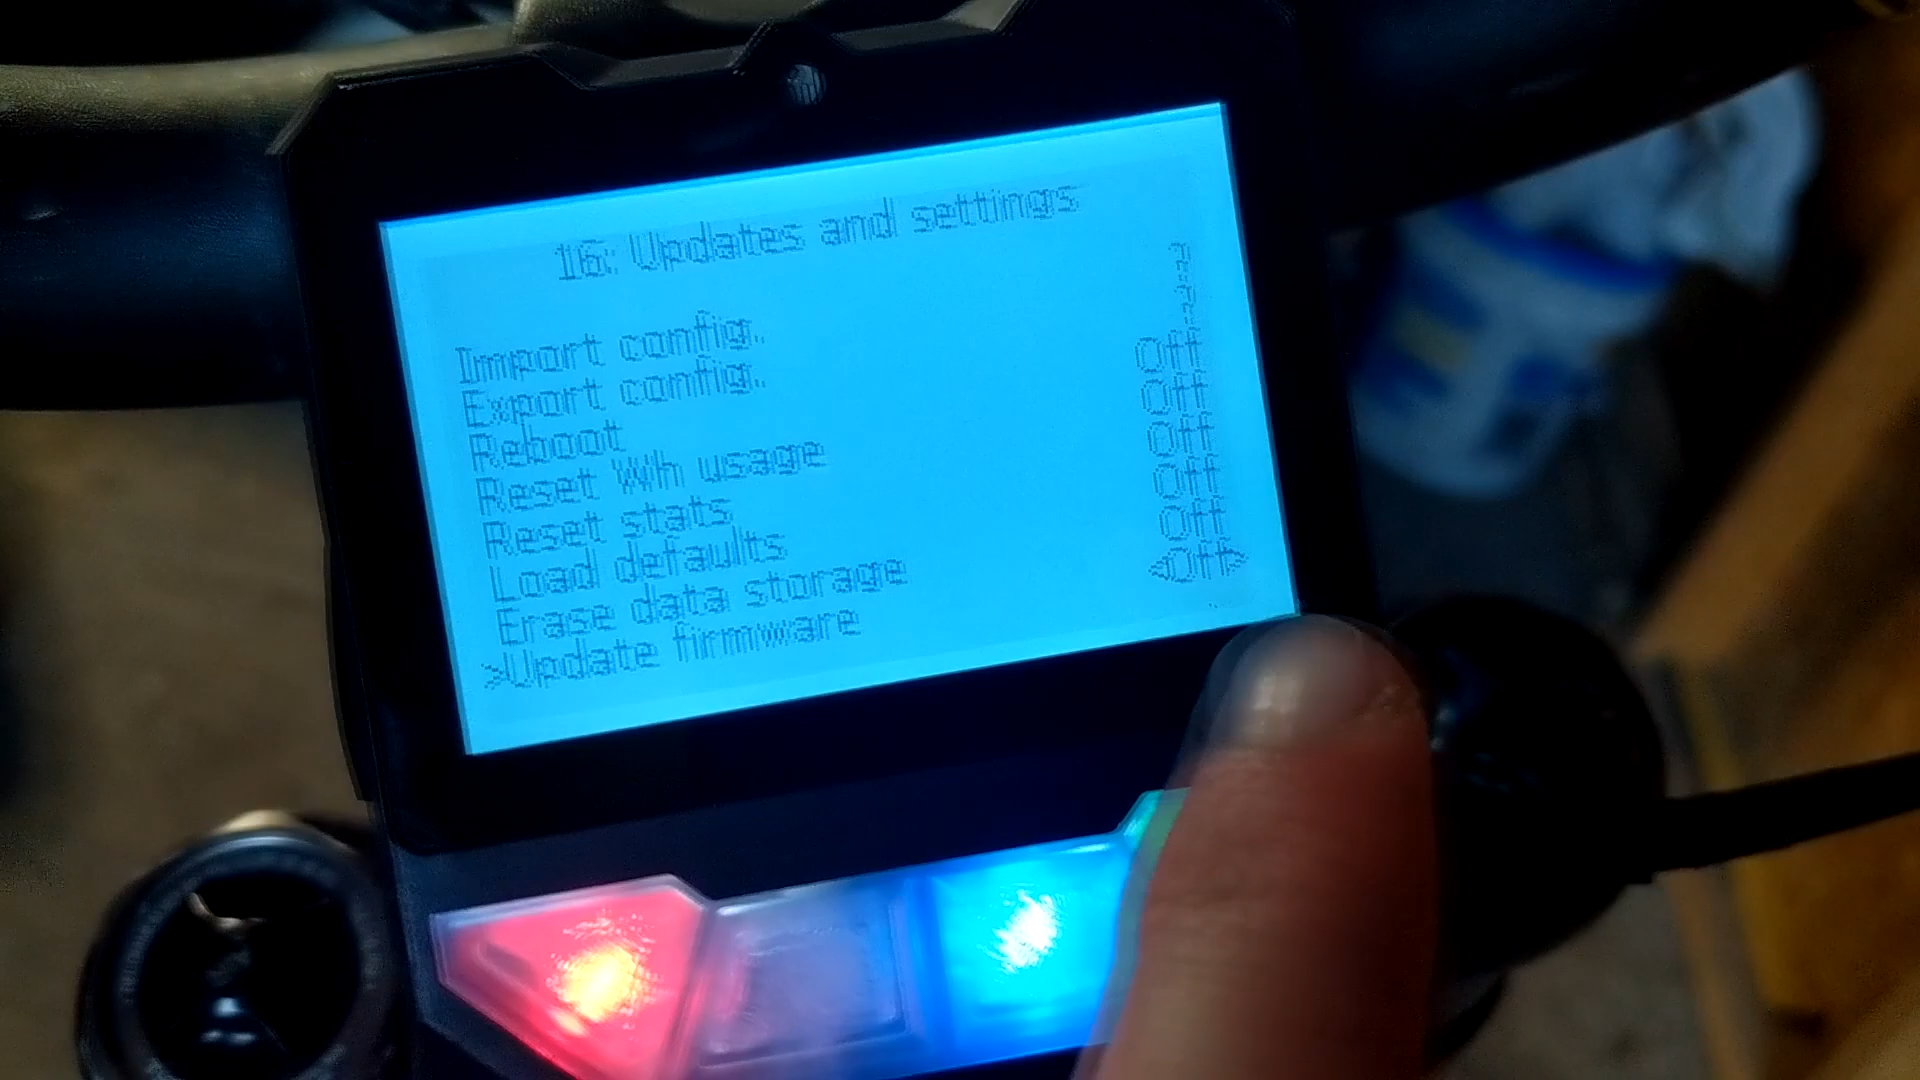 16: Updates and settings
Import config.
Export config.
Reboot Off
Reset Wh usage Off
Reset stats Off
Load defaults Off
Erase data storage Off
>Update firmware <Off>